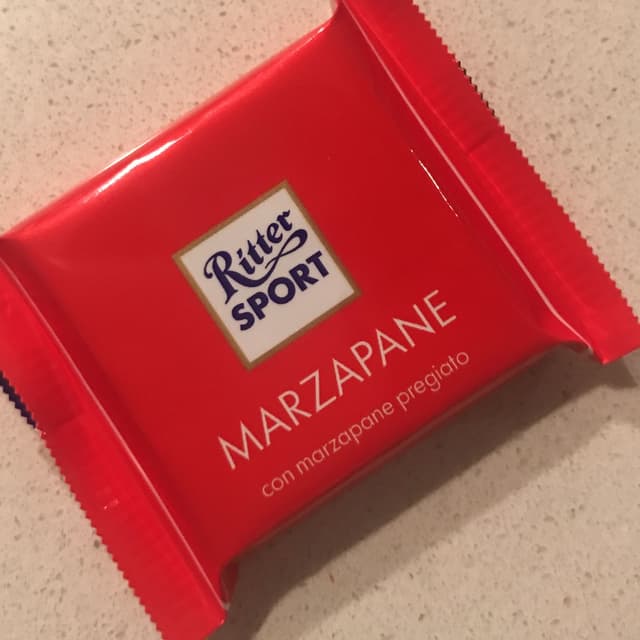 Ritter
SPORT
MARZAPANE
con marzapane pregiato